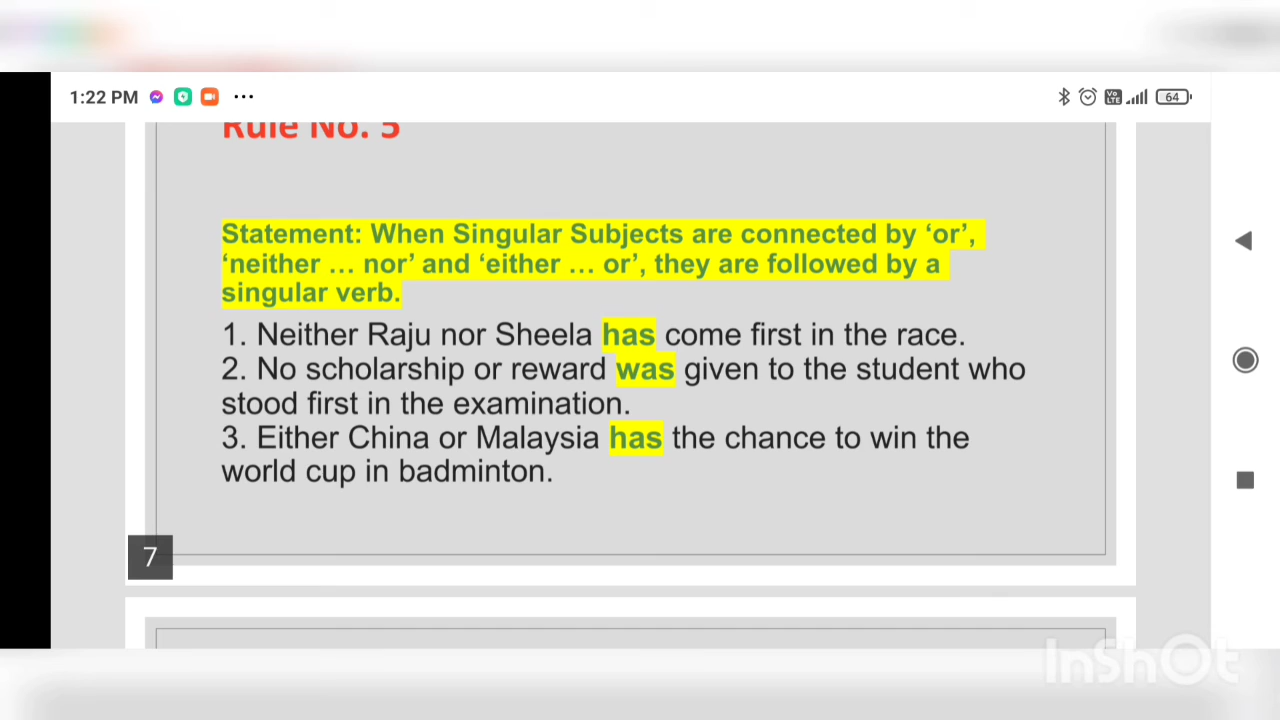 1:22 PM
Vo LTE
64
Rule No. 5
Statement: When Singular Subjects are connected by ‘or’,
‘neither ... nor’ and ‘either ... or’, they are followed by a
singular verb.
1. Neither Raju nor Sheela has come first in the race.
2. No scholarship or reward was given to the student who
stood first in the examination.
3. Either China or Malaysia has the chance to win the
world cup in badminton.
7
InShOt